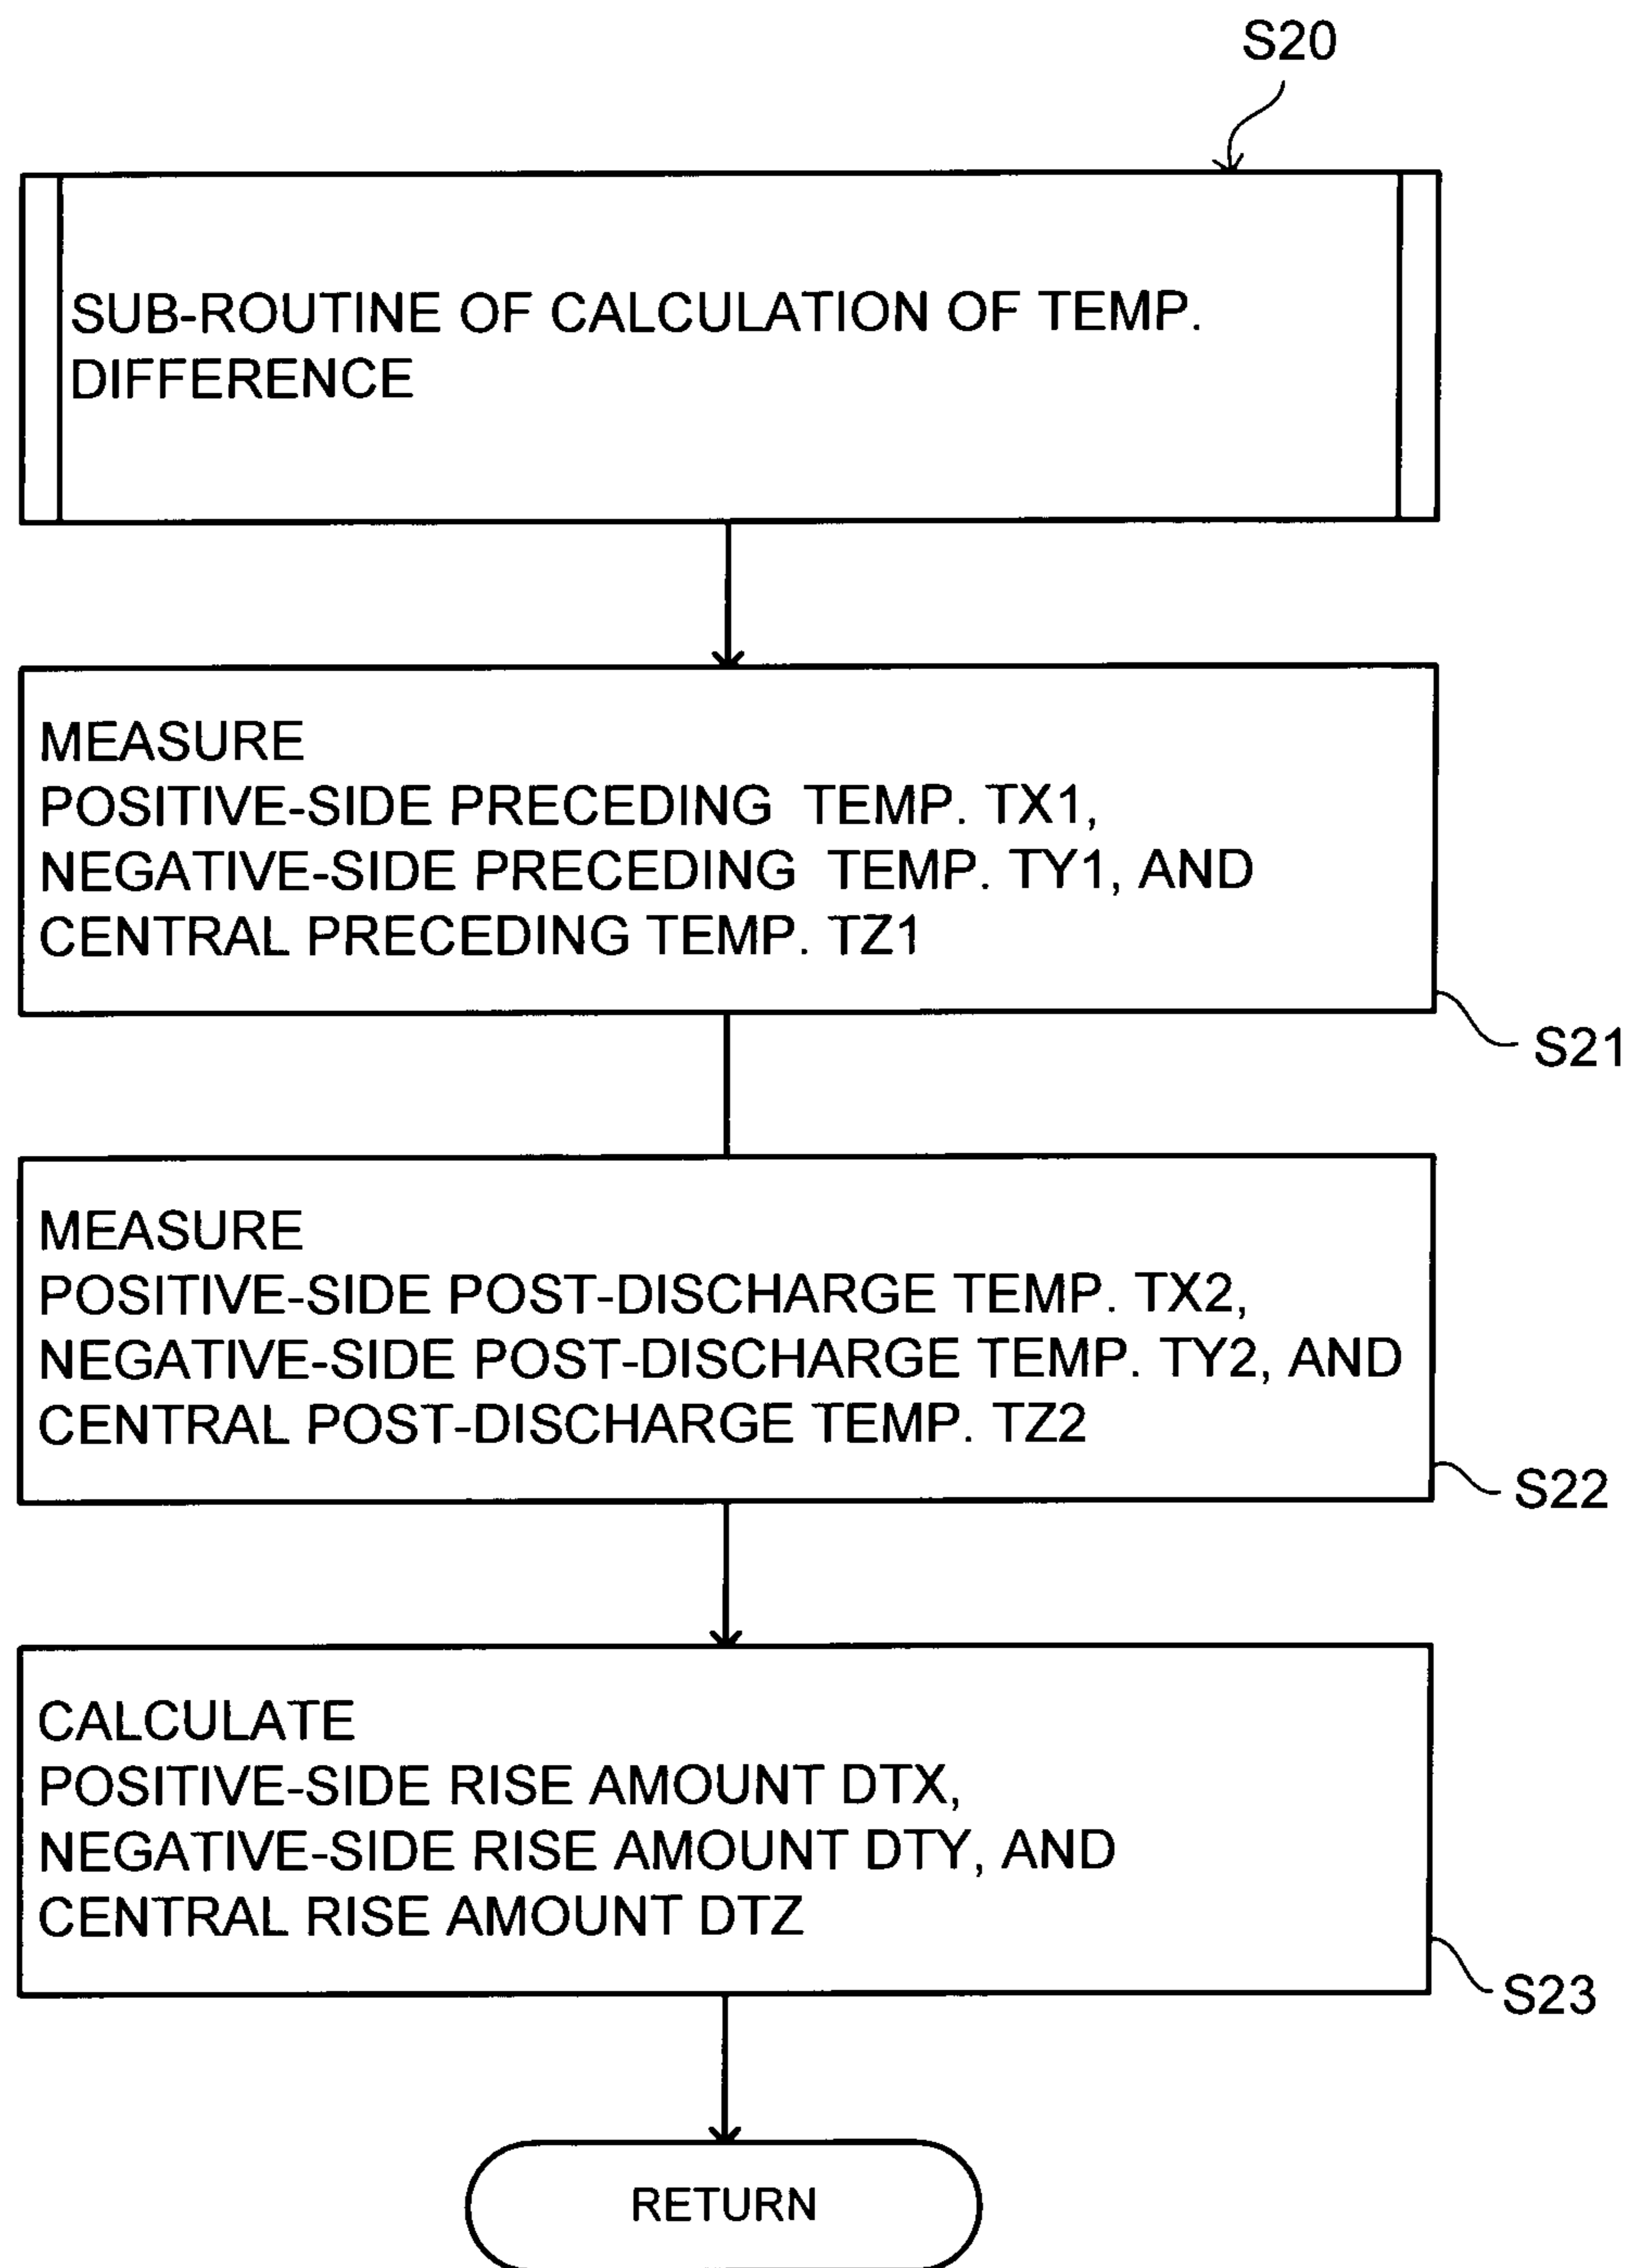 S20
SUB-ROUTINE OF CALCULATION OF TEMP.
DIFFERENCE
MEASURE
POSITIVE-SIDE PRECEDING TEMP. TX1,
NEGATIVE-SIDE PRECEDING TEMP. TY1, AND
CENTRAL PRECEDING TEMP. TZ1
S21
MEASURE
POSITIVE-SIDE POST-DISCHARGE TEMP. TX2,
NEGATIVE-SIDE POST-DISCHARGE TEMP. TY2, AND
CENTRAL POST-DISCHARGE TEMP. TZ2
S22
CALCULATE
POSITIVE-SIDE RISE AMOUNT DTX,
NEGATIVE-SIDE RISE AMOUNT DTY, AND
CENTRAL RISE AMOUNT DTZ
S23
RETURN